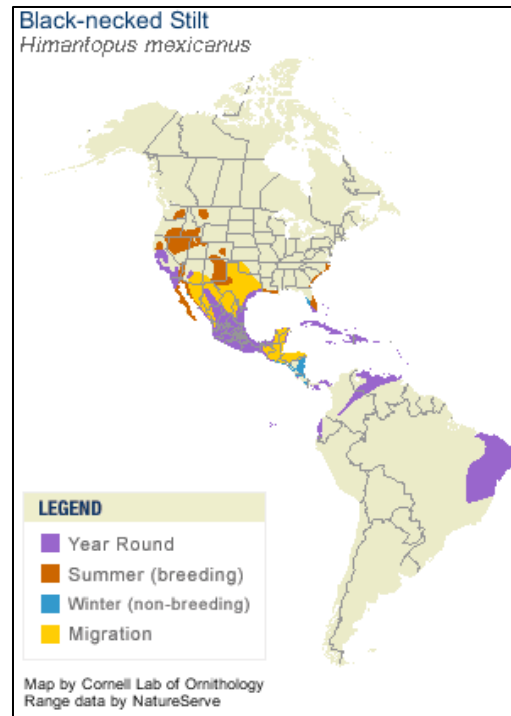 Black-necked Stilt
Himantopus mexicanus
LEGEND
Year Round
Summer (breeding)
Winter (non-breeding)
Migration
Map by Cornell Lab of Ornithology
Range data by NatureServe